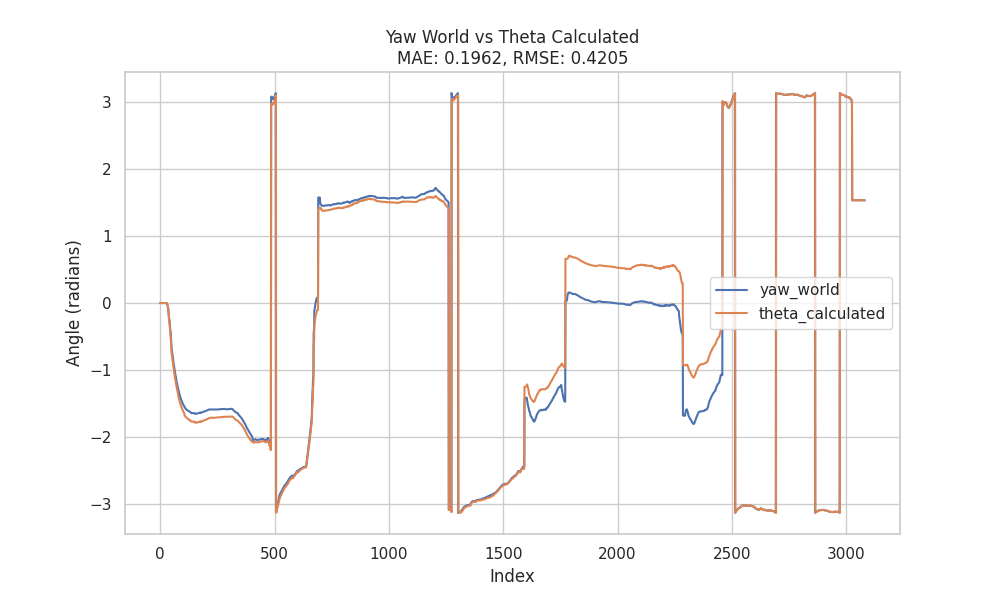 Yaw World vs Theta Calculated
MAE: 0.1962, RMSE: 0.4205
Angle (radians)
3
2
1
0
−1
−2
−3
yaw_world
theta_calculated
0
500
1000
1500
2000
2500
3000
Index